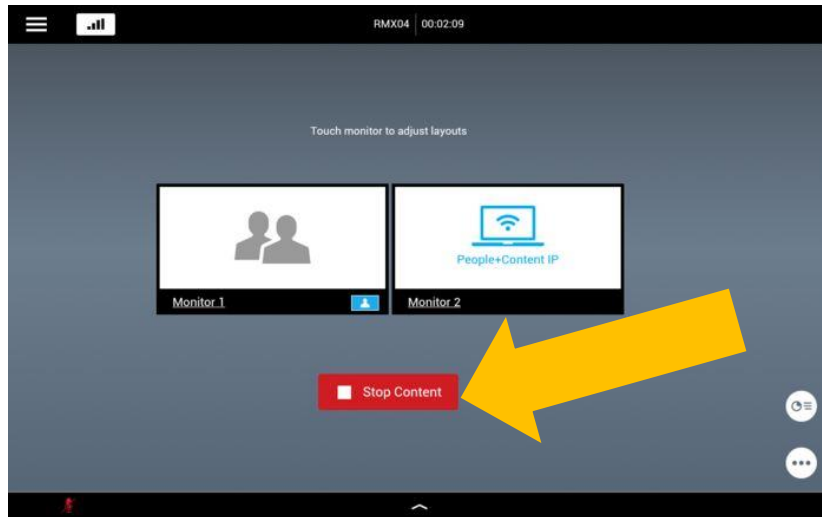 RMX04 00:02:09
Touch monitor to adjust layouts
People+Content IP
Monitor 1
Monitor 2
Stop Content